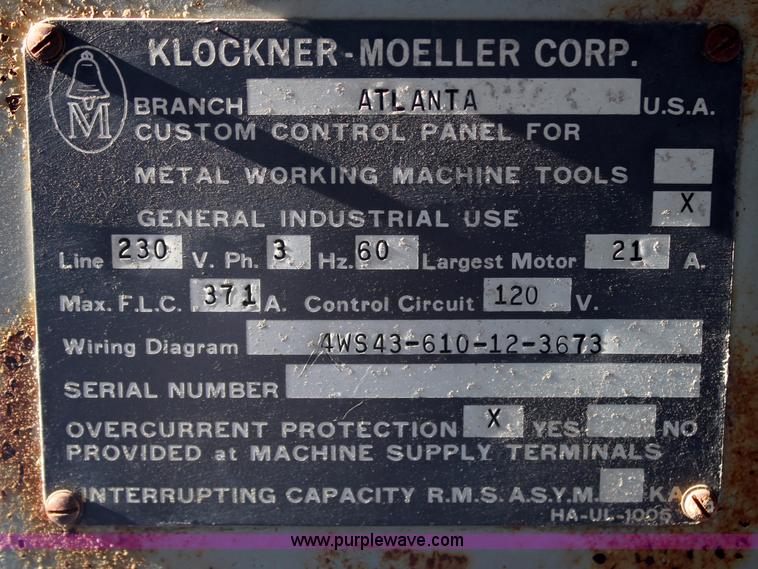 KLOCKNER-MOELLER CORP.
M
BRANCH ATLANTA U.S.A.
CUSTOM CONTROL PANEL FOR
METAL WORKING MACHINE TOOLS
GENERAL INDUSTRIAL USE X
Line 230 V. Ph. 3 Hz. 60 Largest Motor 21 A.
Max. F.L.C. 371 A. Control Circuit 120 V.
Wiring Diagram 4WS43-610-12-3673
SERIAL NUMBER
OVERCURRENT PROTECTION X YES NO
PROVIDED at MACHINE SUPPLY TERMINALS
INTERRUPTING CAPACITY R.M.S. A.S.Y.M. KA
HA-UL-1006
www.purplewave.com